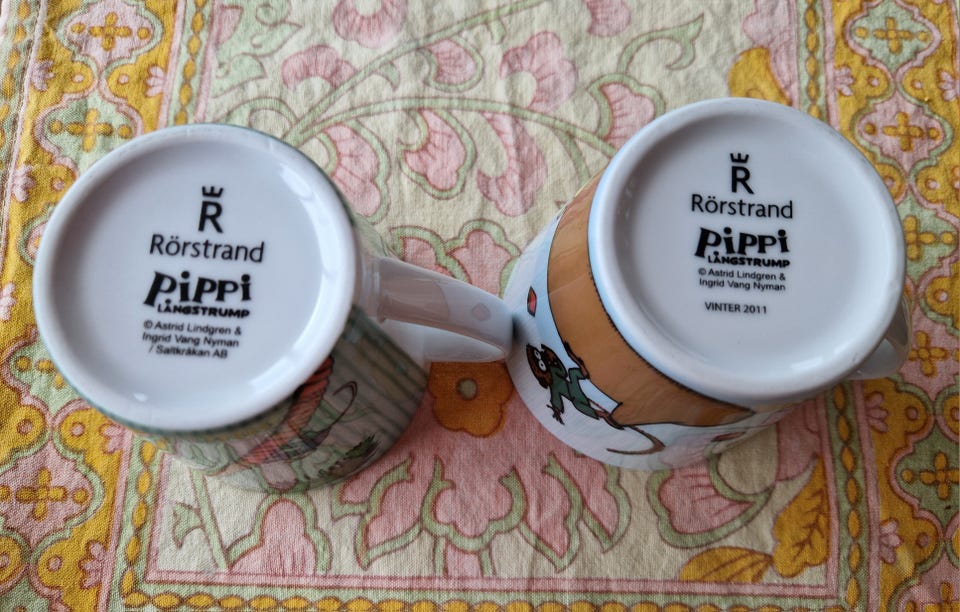 R
Rörstrand
PiPPi
LÅNGSTRUMP
© Astrid Lindgren &
Ingrid Vang Nyman
/ Saltkråkan AB
R
Rörstrand
PiPPi
LÅNGSTRUMP
© Astrid Lindgren &
Ingrid Vang Nyman
VINTER 2011